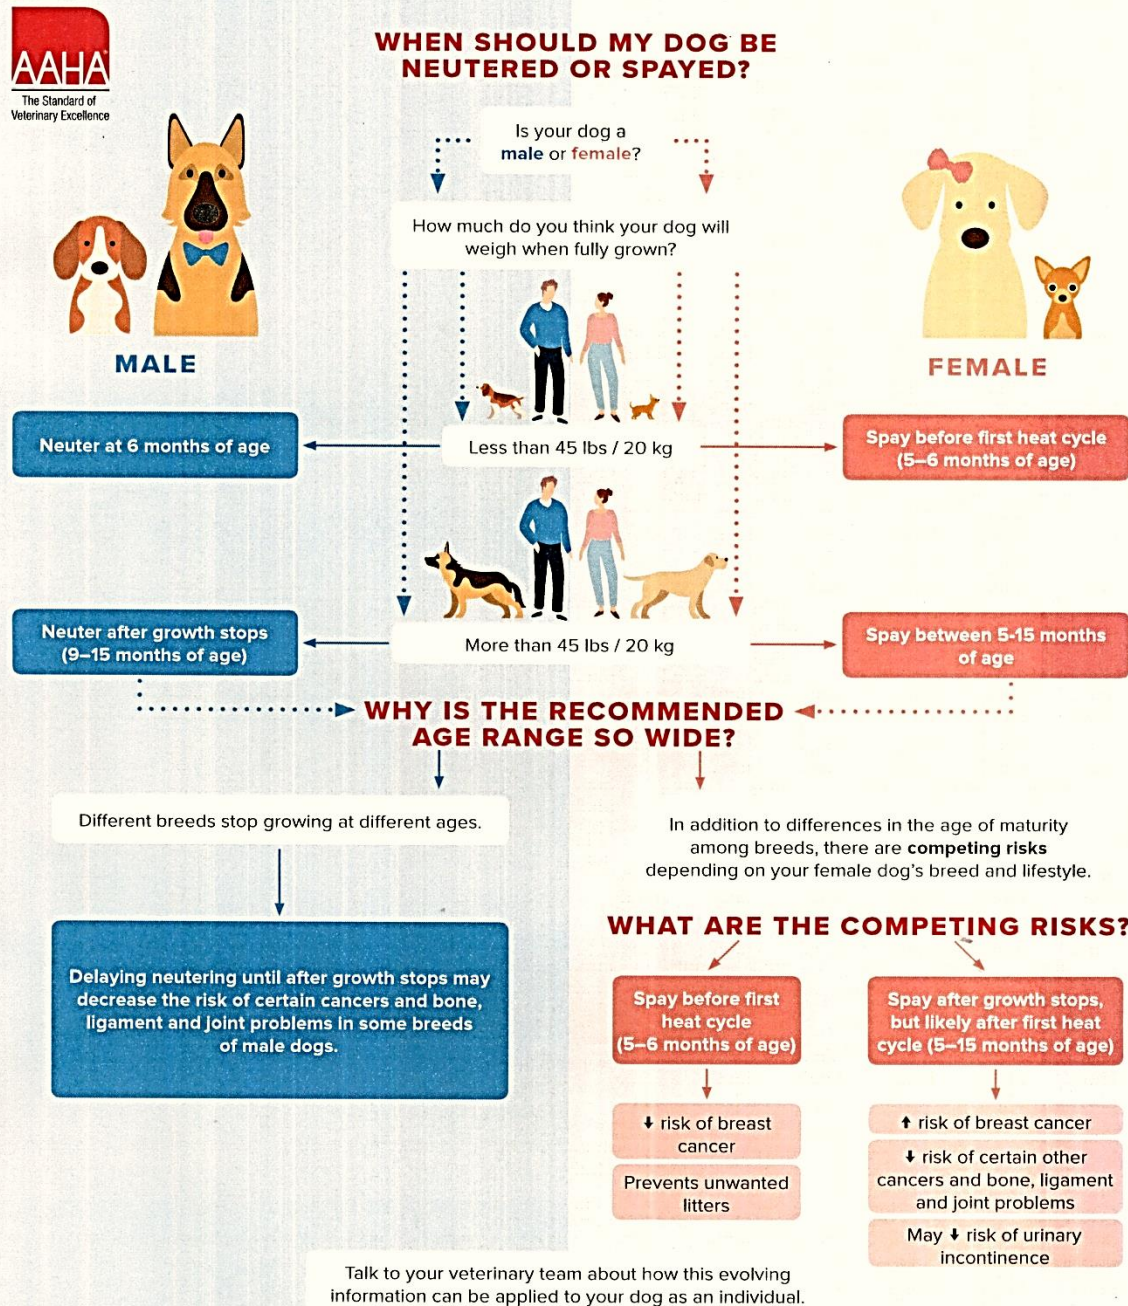 AAHA
The Standard of
Veterinary Excellence
WHEN SHOULD MY DOG BE
NEUTERED OR SPAYED?
Is your dog a
male or female?
How much do you think your dog will
weigh when fully grown?
MALE
FEMALE
Neuter at 6 months of age
Less than 45 lbs / 20 kg
Spay before first heat cycle
(5–6 months of age)
Neuter after growth stops
(9–15 months of age)
More than 45 lbs / 20 kg
Spay between 5-15 months
of age
WHY IS THE RECOMMENDED
AGE RANGE SO WIDE?
Different breeds stop growing at different ages.
In addition to differences in the age of maturity
among breeds, there are competing risks
depending on your female dog's breed and lifestyle.
Delaying neutering until after growth stops may
decrease the risk of certain cancers and bone,
ligament and joint problems in some breeds
of male dogs.
WHAT ARE THE COMPETING RISKS?
Spay before first
heat cycle
(5–6 months of age)
Spay after growth stops,
but likely after first heat
cycle (5–15 months of age)
↓ risk of breast
cancer
Prevents unwanted
litters
↑ risk of breast cancer
↓ risk of certain other
cancers and bone, ligament
and joint problems
May ↓ risk of urinary
incontinence
Talk to your veterinary team about how this evolving
information can be applied to your dog as an individual.